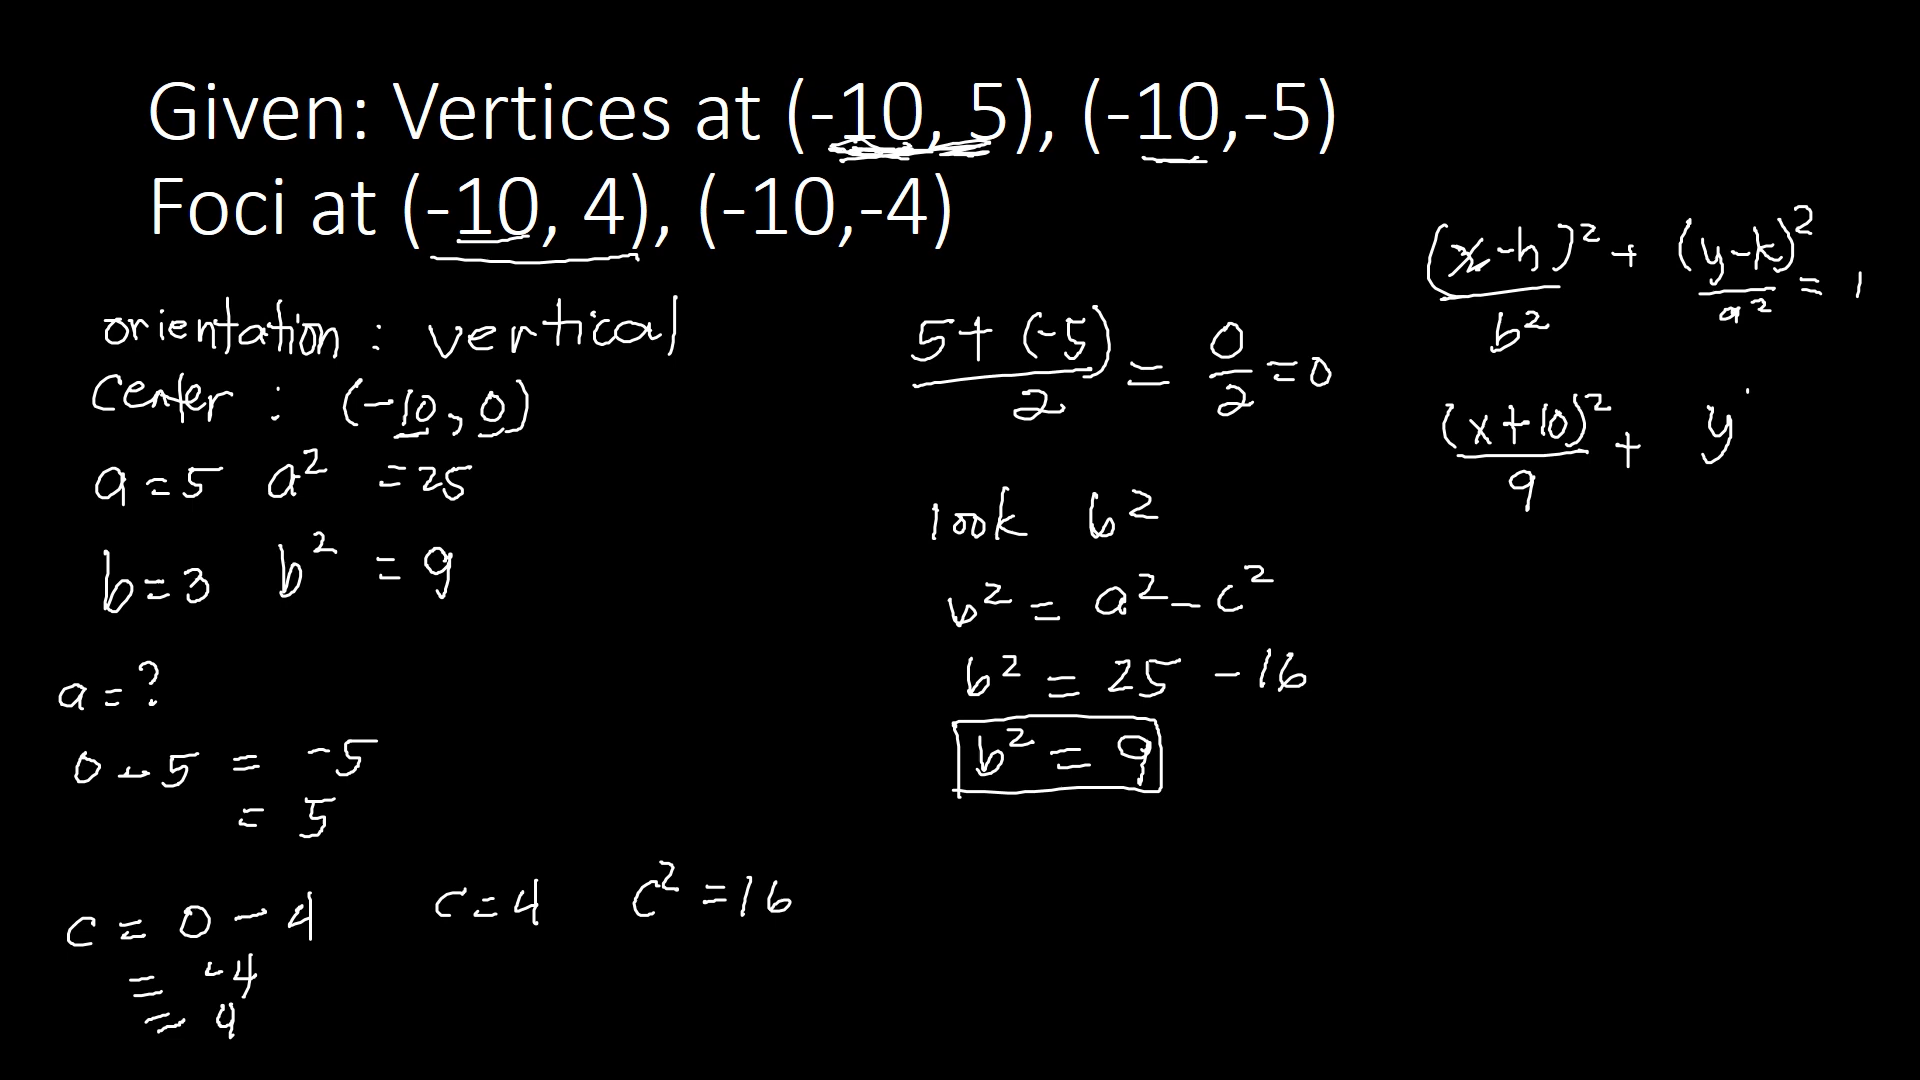 Given: Vertices at (-10, 5), (-10,-5)
Foci at (-10, 4), (-10,-4)
orientation : vertical
center : (-10, 0)
a = 5 a² = 25
b = 3 b² = 9
a = ?
0 - 5 = -5
= 5
c = 0 - 4
= -4
= 4
c = 4 c² = 16
5 + (-5) / 2 = 0/2 = 0
look b²
b² = a² - c²
b² = 25 - 16
b² = 9
(x-h)²/b² + (y-k)²/a² = 1
(x+10)²/9 + y